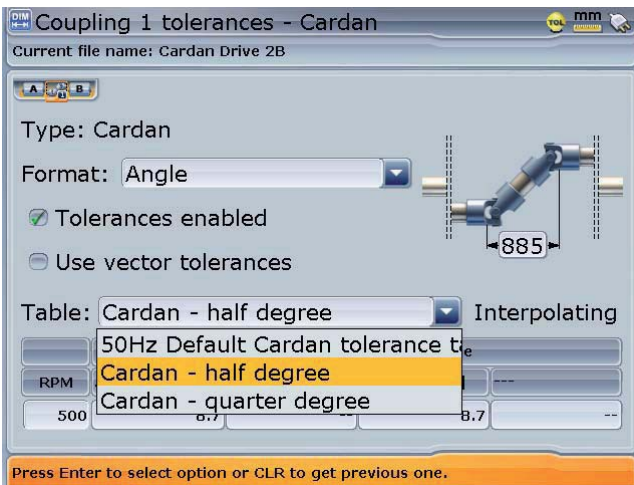 DIM
Coupling 1 tolerances - Cardan
TOL
mm
Current file name: Cardan Drive 2B
A
B
Type: Cardan
Format: Angle
Tolerances enabled
885
Use vector tolerances
Table: Cardan - half degree
Interpolating
50Hz Default Cardan tolerance ta
e
RPM
Cardan - half degree
---
Cardan - quarter degree
500
8.7
--
8.7
--
Press Enter to select option or CLR to get previous one.